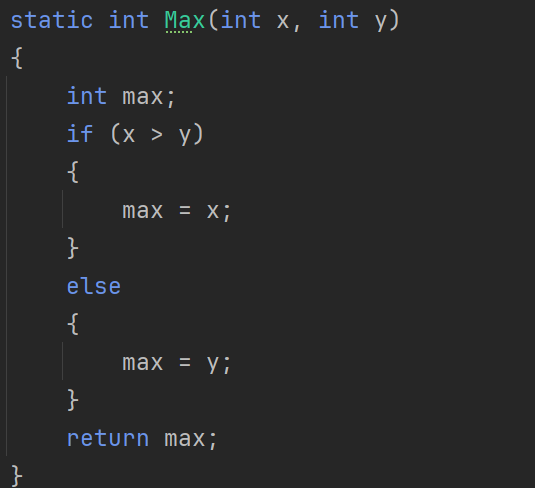 static int Max(int x, int y)
{
    int max;
    if (x > y)
    {
        max = x;
    }
    else
    {
        max = y;
    }
    return max;
}